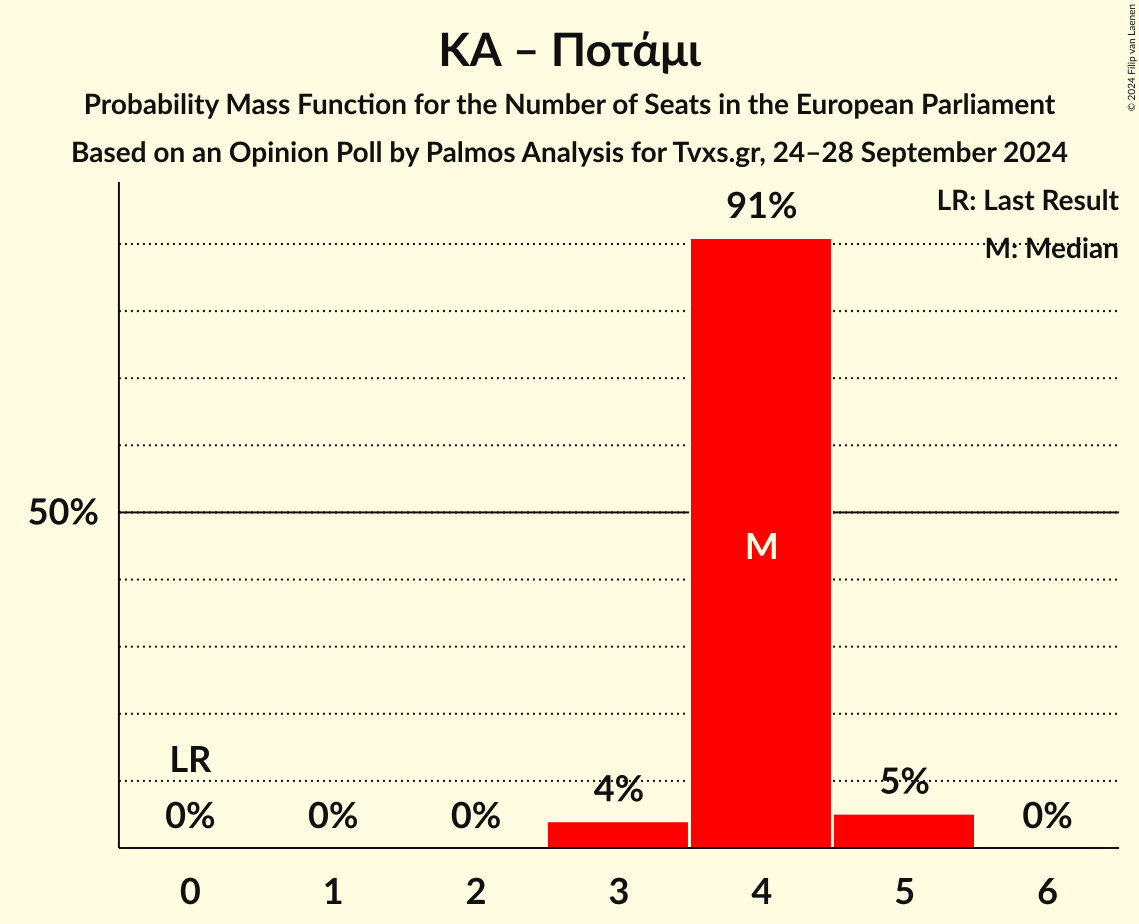 ΚΑ – Ποτάμι
Probability Mass Function for the Number of Seats in the European Parliament
Based on an Opinion Poll by Palmos Analysis for Tvxs.gr, 24–28 September 2024
© 2024 Filip van Laenen
LR: Last Result
M: Median
91%
50%
M
LR
0%
0%
0%
4%
5%
0%
0 1 2 3 4 5 6